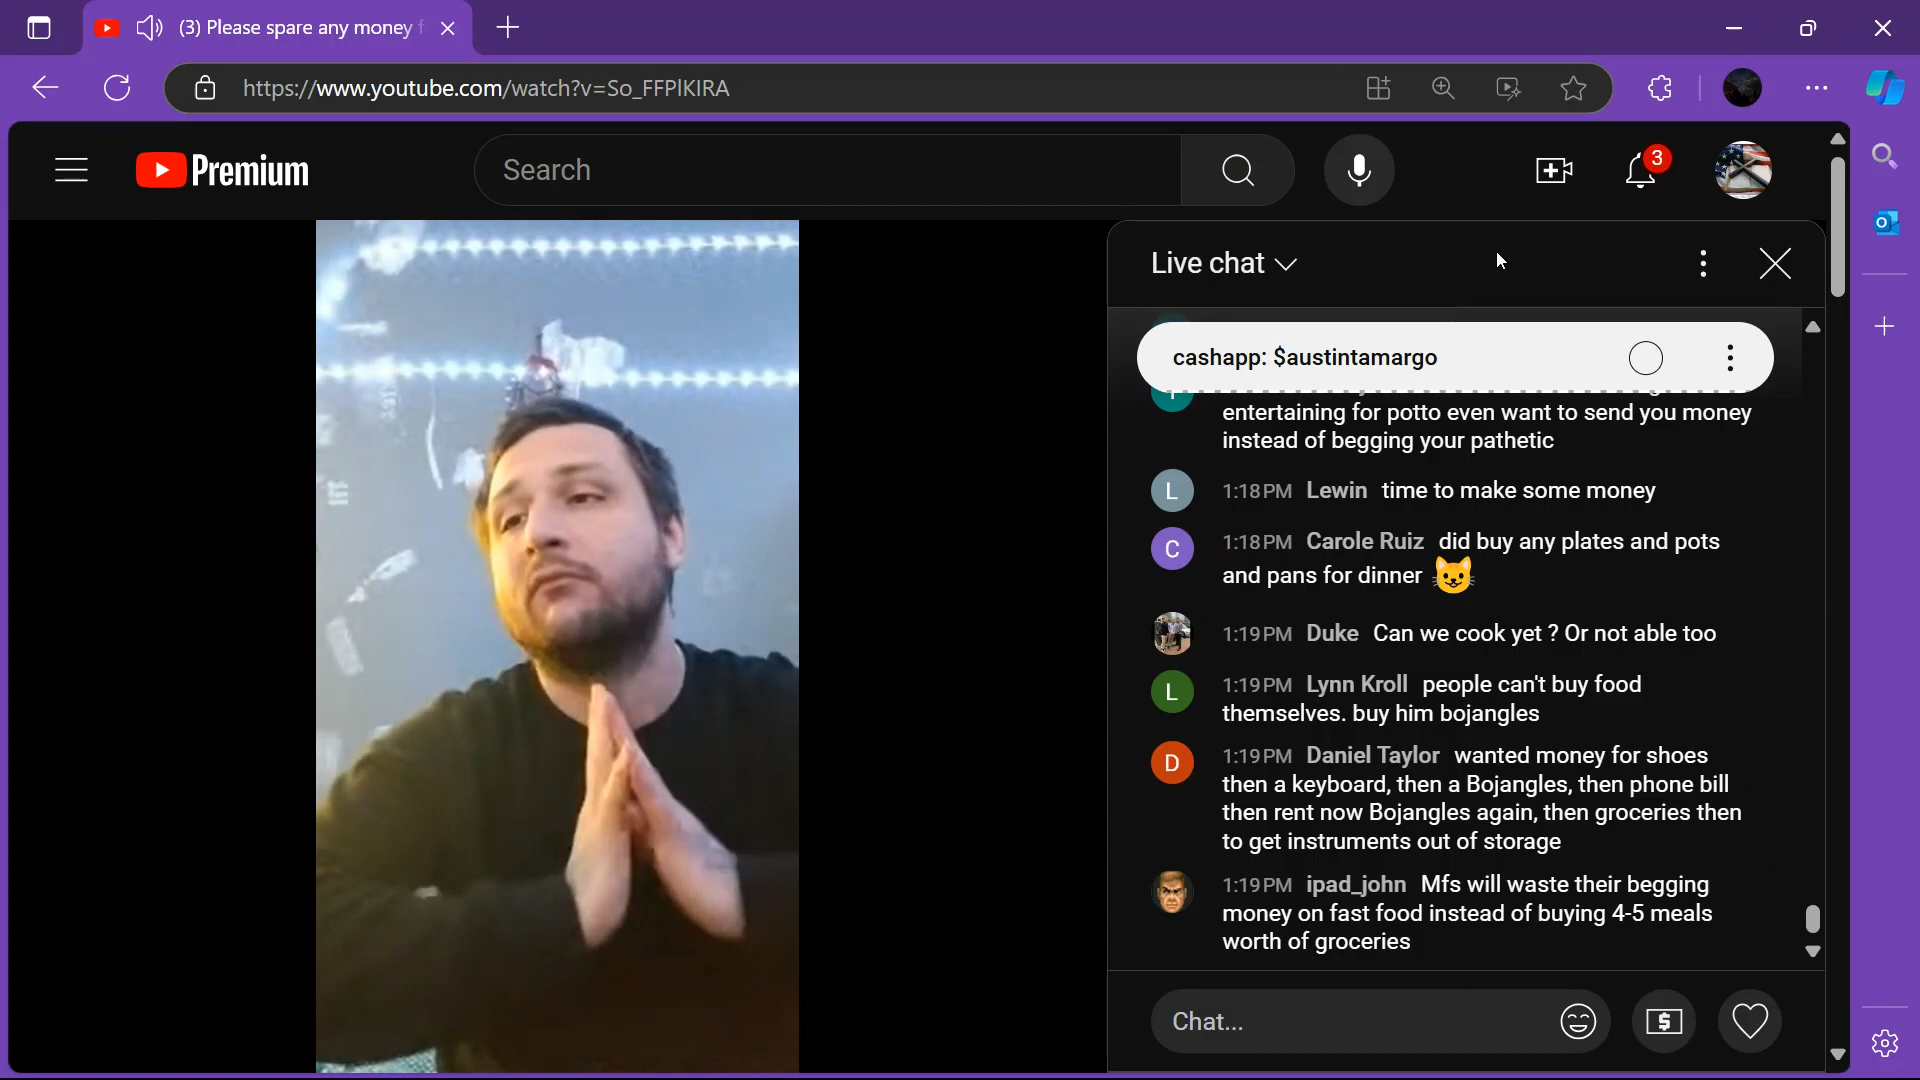 (3) Please spare any money f
https://www.youtube.com/watch?v=So_FFPlKIRA
Premium
Search
3
Live chat
cashapp: $austintamargo
entertaining for potto even want to send you money
instead of begging your pathetic
L 1:18 PM Lewin time to make some money
C 1:18 PM Carole Ruiz did buy any plates and pots
and pans for dinner
1:19 PM Duke Can we cook yet ? Or not able too
L 1:19 PM Lynn Kroll people can't buy food
themselves. buy him bojangles
D 1:19 PM Daniel Taylor wanted money for shoes
then a keyboard, then a Bojangles, then phone bill
then rent now Bojangles again, then groceries then
to get instruments out of storage
1:19 PM ipad_john Mfs will waste their begging
money on fast food instead of buying 4-5 meals
worth of groceries
Chat...